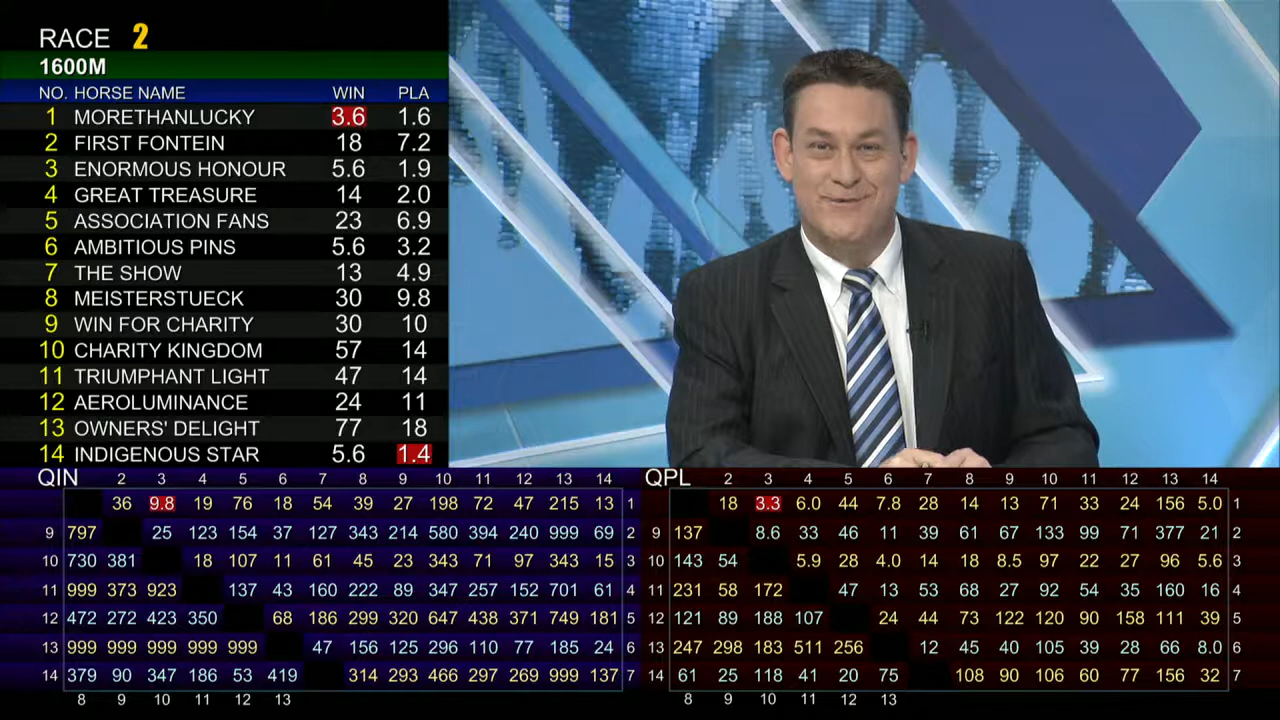 RACE 2
1600M
NO. HORSE NAME WIN PLA
1 MORETHANLUCKY 3.6 1.6
2 FIRST FONTEIN 18 7.2
3 ENORMOUS HONOUR 5.6 1.9
4 GREAT TREASURE 14 2.0
5 ASSOCIATION FANS 23 6.9
6 AMBITIOUS PINS 5.6 3.2
7 THE SHOW 13 4.9
8 MEISTERSTUECK 30 9.8
9 WIN FOR CHARITY 30 10
10 CHARITY KINGDOM 57 14
11 TRIUMPHANT LIGHT 47 14
12 AEROLUMINANCE 24 11
13 OWNERS' DELIGHT 77 18
14 INDIGENOUS STAR 5.6 1.4
QIN 2 3 4 5 6 7 8 9 10 11 12 13 14
36 9.8 19 76 18 54 39 27 198 72 47 215 13 1
9 797 25 123 154 37 127 343 214 580 394 240 999 69 2
10 730 381 18 107 11 61 45 23 343 71 97 343 15 3
11 999 373 923 137 43 160 222 89 347 257 152 701 61 4
12 472 272 423 350 68 186 299 320 647 438 371 749 181 5
13 999 999 999 999 999 47 156 125 296 110 77 185 24 6
14 379 90 347 186 53 419 314 293 466 297 269 999 137 7
8 9 10 11 12 13
QPL 2 3 4 5 6 7 8 9 10 11 12 13 14
18 3.3 6.0 44 7.8 28 14 13 71 33 24 156 5.0 1
9 137 8.6 33 46 11 39 61 67 133 99 71 377 21 2
10 143 54 5.9 28 4.0 14 18 8.5 97 22 27 96 5.6 3
11 231 58 172 47 13 53 68 27 92 54 35 160 16 4
12 121 89 188 107 24 44 73 122 120 90 158 111 39 5
13 247 298 183 511 256 12 45 40 105 39 28 66 8.0 6
14 61 25 118 41 20 75 108 90 106 60 77 156 32 7
8 9 10 11 12 13